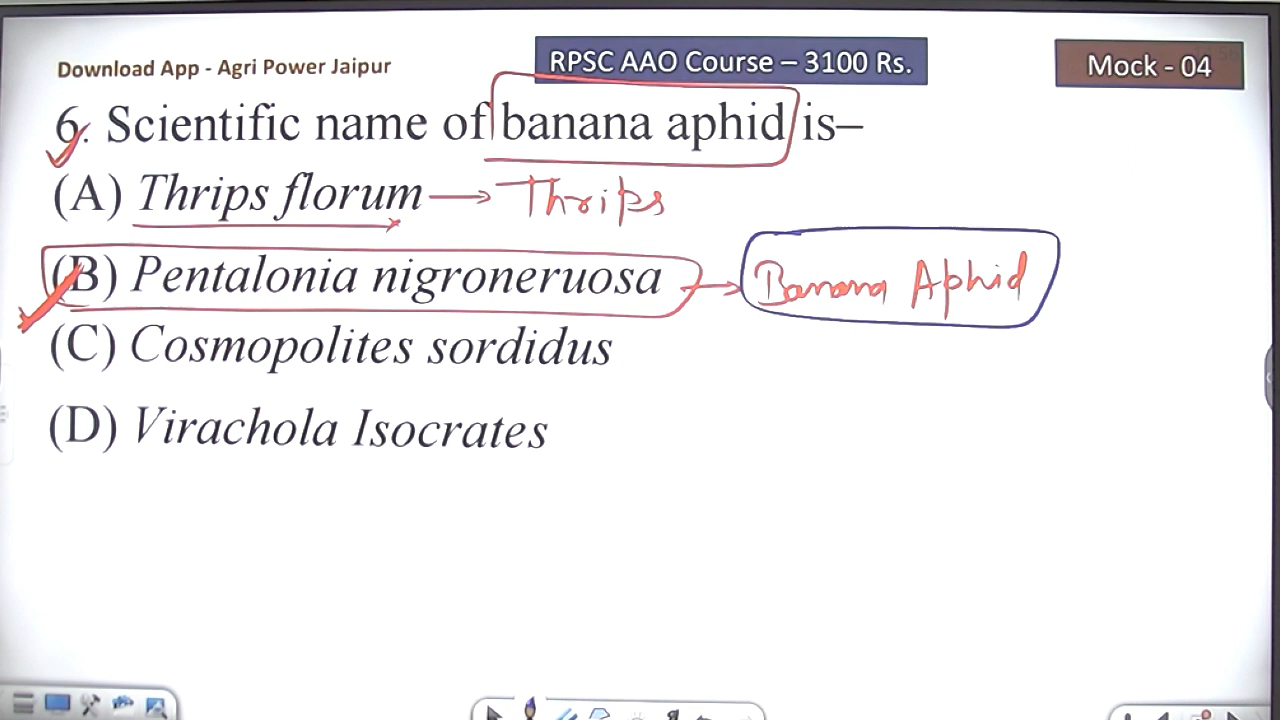 Download App - Agri Power Jaipur
RPSC AAO Course – 3100 Rs.
Mock - 04
6. Scientific name of banana aphid is–
(A) Thrips florum → Thrips
(B) Pentalonia nigroneruosa → Banana Aphid
(C) Cosmopolites sordidus
(D) Virachola Isocrates